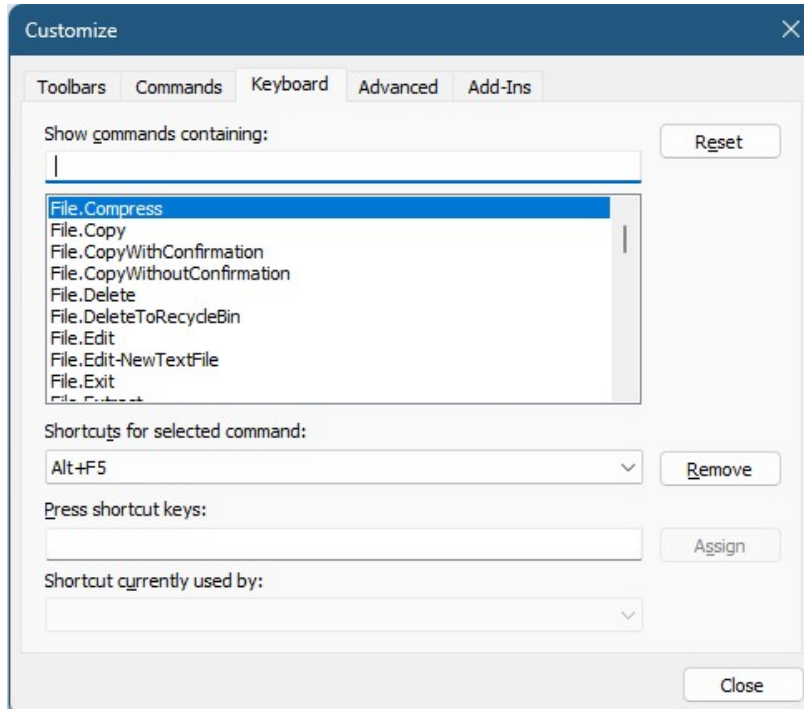 Customize
Toolbars Commands Keyboard Advanced Add-Ins
Show commands containing:
Reset
File.Compress
File.Copy
File.CopyWithConfirmation
File.CopyWithoutConfirmation
File.Delete
File.DeleteToRecycleBin
File.Edit
File.Edit-NewTextFile
File.Exit
File.Extract
Shortcuts for selected command:
Alt+F5
Remove
Press shortcut keys:
Assign
Shortcut currently used by:
Close